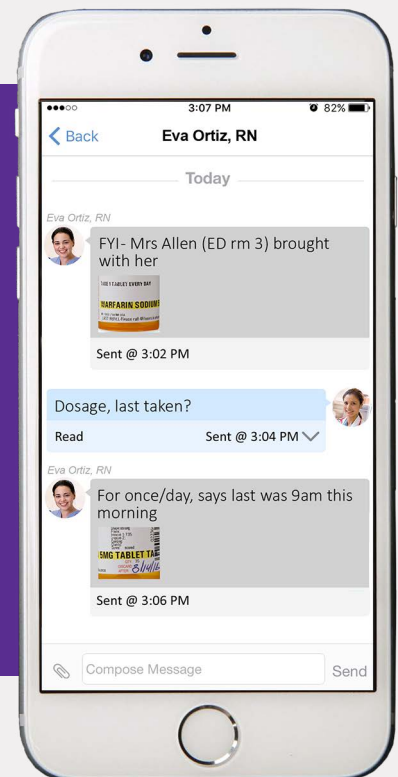 3:07 PM
82%
Back
Eva Ortiz, RN
Today
Eva Ortiz, RN
FYI- Mrs Allen (ED rm 3) brought
with her
TABLET EVERY DAY
WARFARIN SODIUM
Sent @ 3:02 PM
Dosage, last taken?
Read
Sent @ 3:04 PM
Eva Ortiz, RN
For once/day, says last was 9am this
morning
5MG TABLET TA
Sent @ 3:06 PM
Compose Message
Send